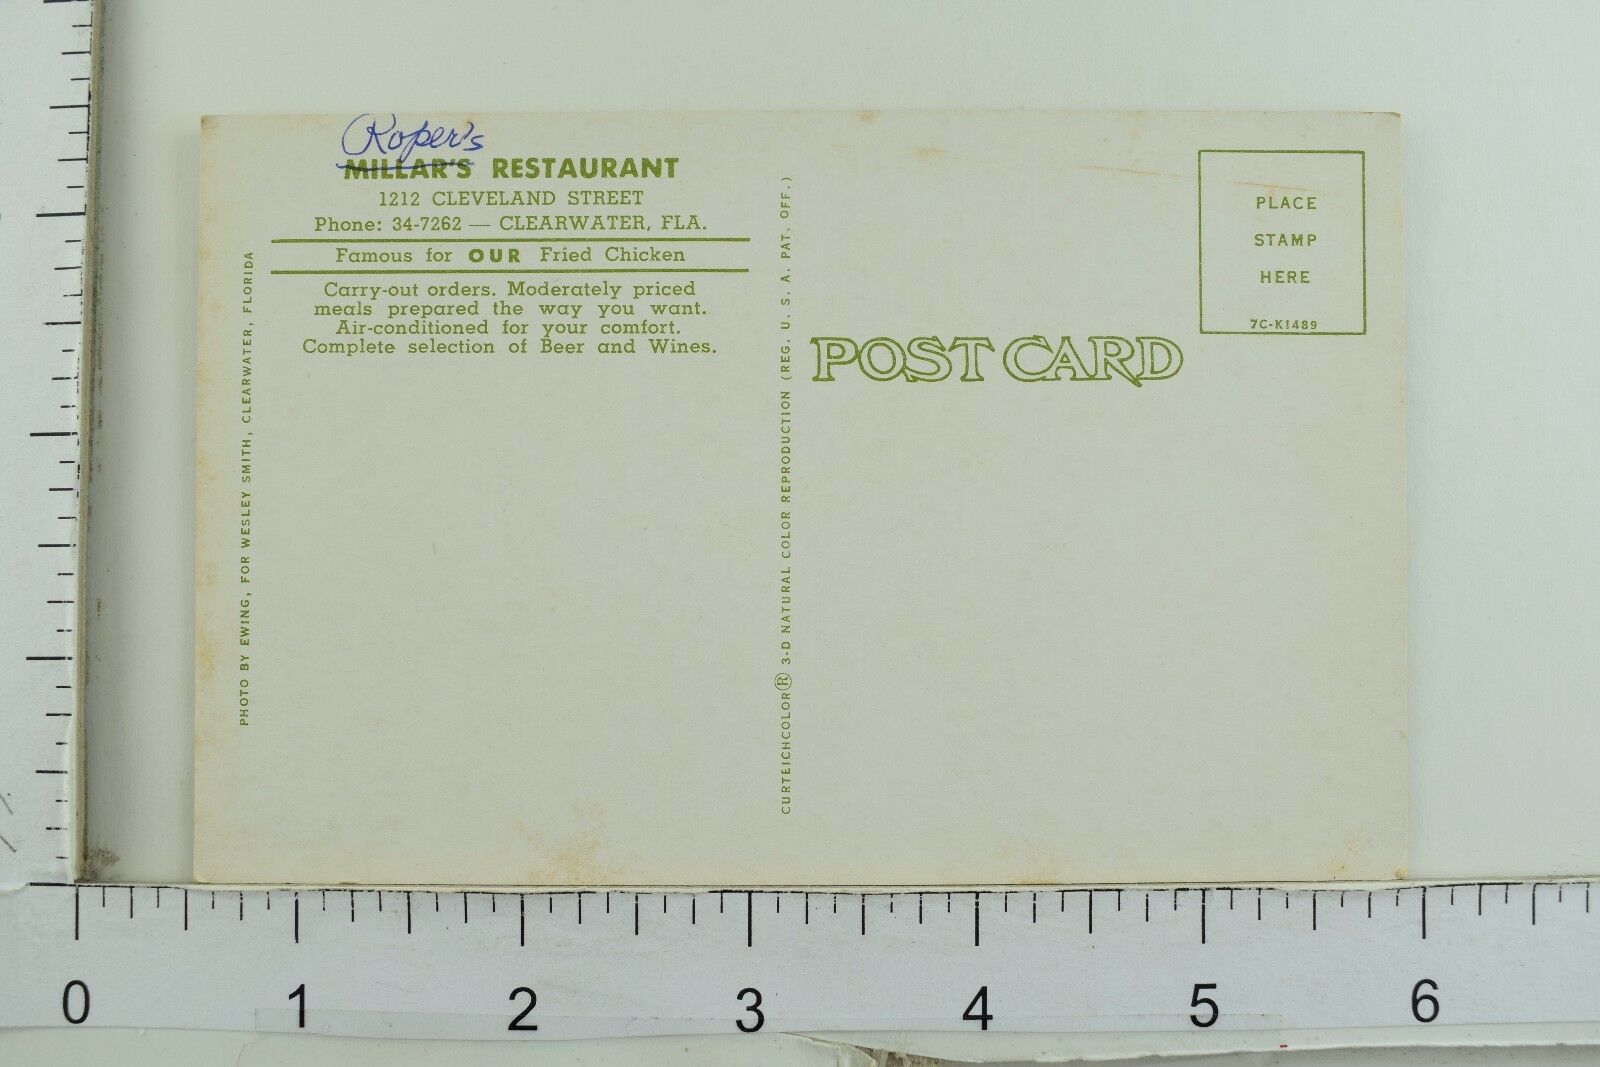 Roper's
MILLAR'S RESTAURANT
1212 CLEVELAND STREET
Phone: 34-7262 — CLEARWATER, FLA.
Famous for OUR Fried Chicken
Carry-out orders. Moderately priced
meals prepared the way you want.
Air-conditioned for your comfort.
Complete selection of Beer and Wines.
PHOTO BY EWING, FOR WESLEY SMITH, CLEARWATER, FLORIDA
CURTEICHCOLOR® 3-D NATURAL COLOR REPRODUCTION (REG. U. S. A. PAT. OFF.)
POST CARD
PLACE
STAMP
HERE
7C-K1489
0 1 2 3 4 5 6